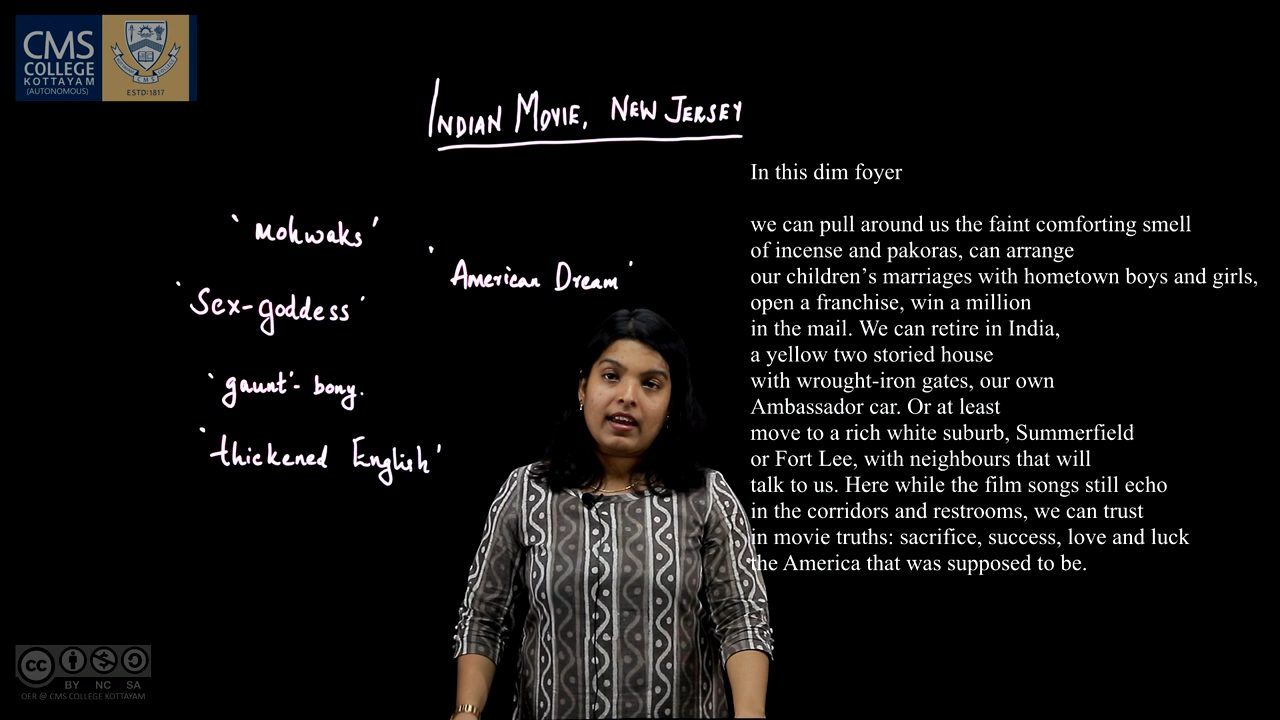 CMS
COLLEGE
KOTTAYAM
(AUTONOMOUS)
ESTD:1817
INDIAN MOVIE, NEW JERSEY
'Mohwaks'
'American Dream'
'Sex-goddess'
'gaunt'- bony.
'thickened English'
In this dim foyer
we can pull around us the faint comforting smell
of incense and pakoras, can arrange
our children's marriages with hometown boys and girls,
open a franchise, win a million
in the mail. We can retire in India,
a yellow two storied house
with wrought-iron gates, our own
Ambassador car. Or at least
move to a rich white suburb, Summerfield
or Fort Lee, with neighbours that will
talk to us. Here while the film songs still echo
in the corridors and restrooms, we can trust
in movie truths: sacrifice, success, love and luck
the America that was supposed to be.
cc
BY NC SA
OER @ CMS COLLEGE KOTTAYAM